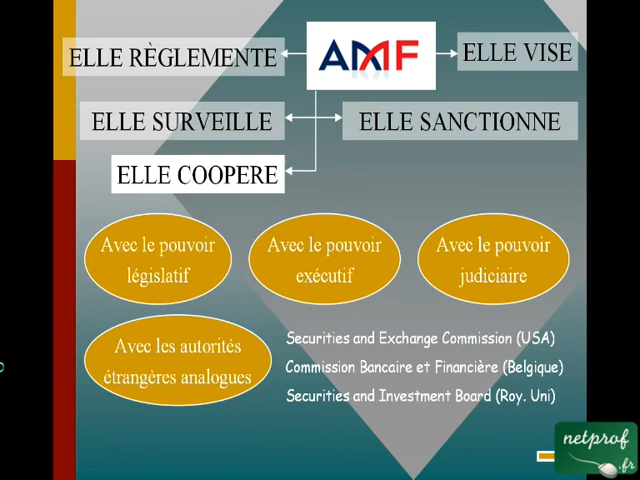 AMF
ELLE RÈGLEMENTE
ELLE VISE
ELLE SURVEILLE
ELLE SANCTIONNE
ELLE COOPERE
Avec le pouvoir
législatif
Avec le pouvoir
exécutif
Avec le pouvoir
judiciaire
Avec les autorités
étrangères analogues
Securities and Exchange Commission (USA)
Commission Bancaire et Financière (Belgique)
Securities and Investment Board (Roy. Uni)
netprof
.fr